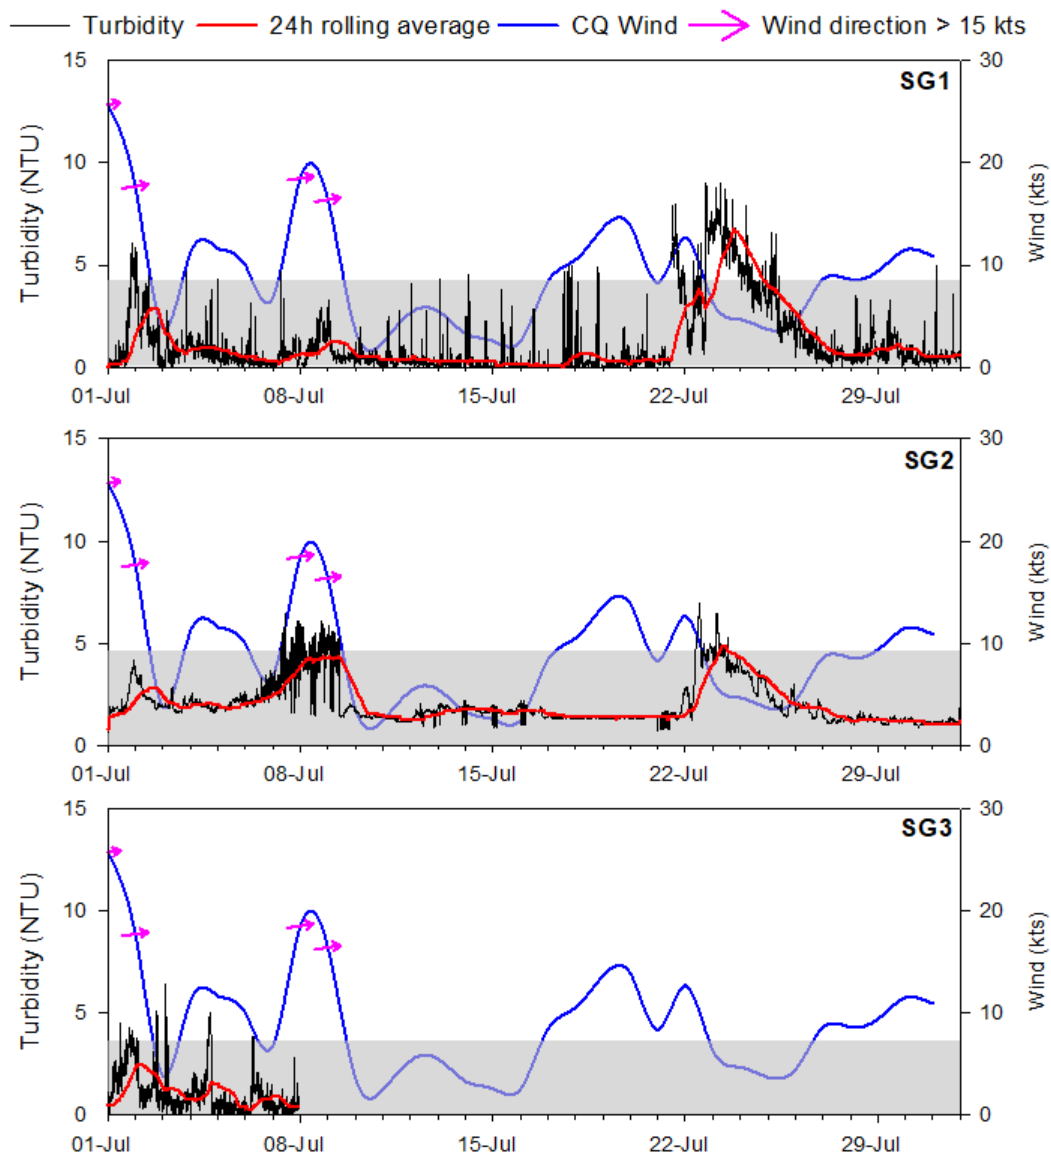 Turbidity 24h rolling average CQ Wind Wind direction > 15 kts
SG1
Turbidity (NTU)
15
10
5
0
30
20
10
0
Wind (kts)
01-Jul 08-Jul 15-Jul 22-Jul 29-Jul
SG2
Turbidity (NTU)
15
10
5
0
30
20
10
0
Wind (kts)
01-Jul 08-Jul 15-Jul 22-Jul 29-Jul
SG3
Turbidity (NTU)
15
10
5
0
30
20
10
0
Wind (kts)
01-Jul 08-Jul 15-Jul 22-Jul 29-Jul